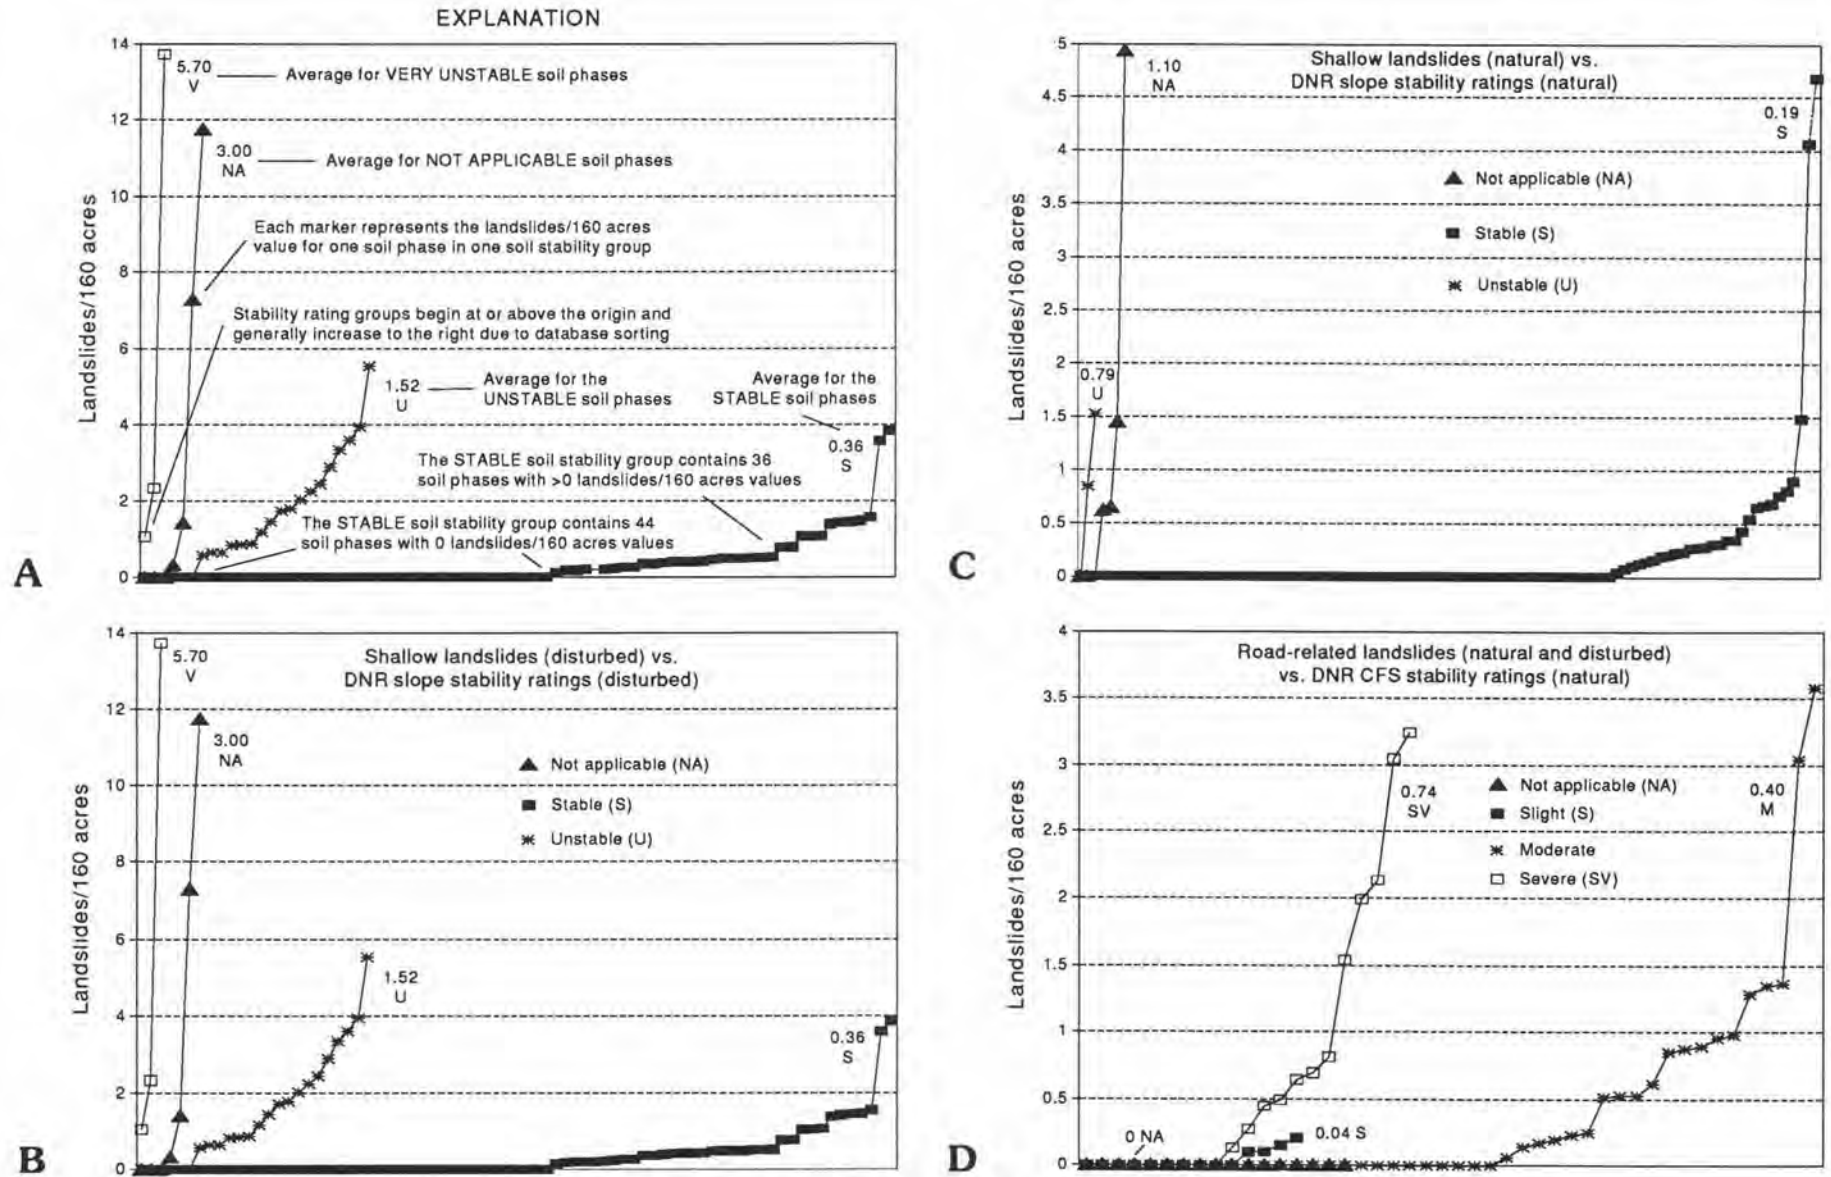 EXPLANATION
14
12
10
8
6
4
2
0
Landslides/160 acres
5.70
V
Average for VERY UNSTABLE soil phases
3.00
NA
Average for NOT APPLICABLE soil phases
Each marker represents the landslides/160 acres
value for one soil phase in one soil stability group
Stability rating groups begin at or above the origin and
generally increase to the right due to database sorting
1.52
U
Average for the
UNSTABLE soil phases
Average for the
STABLE soil phases
0.36
S
The STABLE soil stability group contains 36
soil phases with >0 landslides/160 acres values
The STABLE soil stability group contains 44
soil phases with 0 landslides/160 acres values
A
14
12
10
8
6
4
2
0
Landslides/160 acres
5.70
V
Shallow landslides (disturbed) vs.
DNR slope stability ratings (disturbed)
3.00
NA
Not applicable (NA)
Stable (S)
Unstable (U)
1.52
U
0.36
S
B
5
4.5
4
3.5
3
2.5
2
1.5
1
0.5
0
Landslides/160 acres
1.10
NA
Shallow landslides (natural) vs.
DNR slope stability ratings (natural)
0.19
S
Not applicable (NA)
Stable (S)
Unstable (U)
0.79
U
C
4
3.5
3
2.5
2
1.5
1
0.5
0
Landslides/160 acres
Road-related landslides (natural and disturbed)
vs. DNR CFS stability ratings (natural)
0.74
SV
Not applicable (NA)
Slight (S)
Moderate
Severe (SV)
0.40
M
0 NA
0.04 S
D